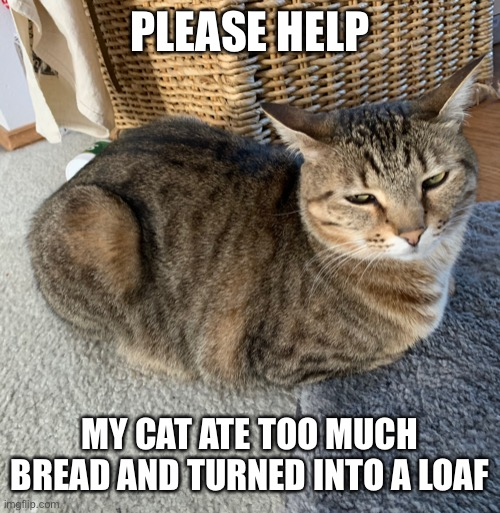 PLEASE HELP
MY CAT ATE TOO MUCH
BREAD AND TURNED INTO A LOAF
imgflip.com